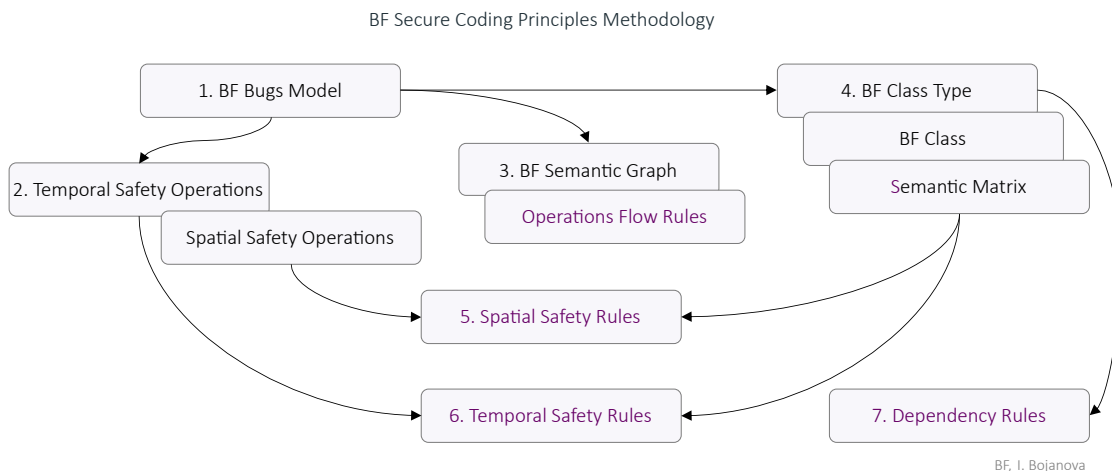 BF Secure Coding Principles Methodology
1. BF Bugs Model
4. BF Class Type
BF Class
Semantic Matrix
3. BF Semantic Graph
Operations Flow Rules
2. Temporal Safety Operations
Spatial Safety Operations
5. Spatial Safety Rules
6. Temporal Safety Rules
7. Dependency Rules
BF, I. Bojanova